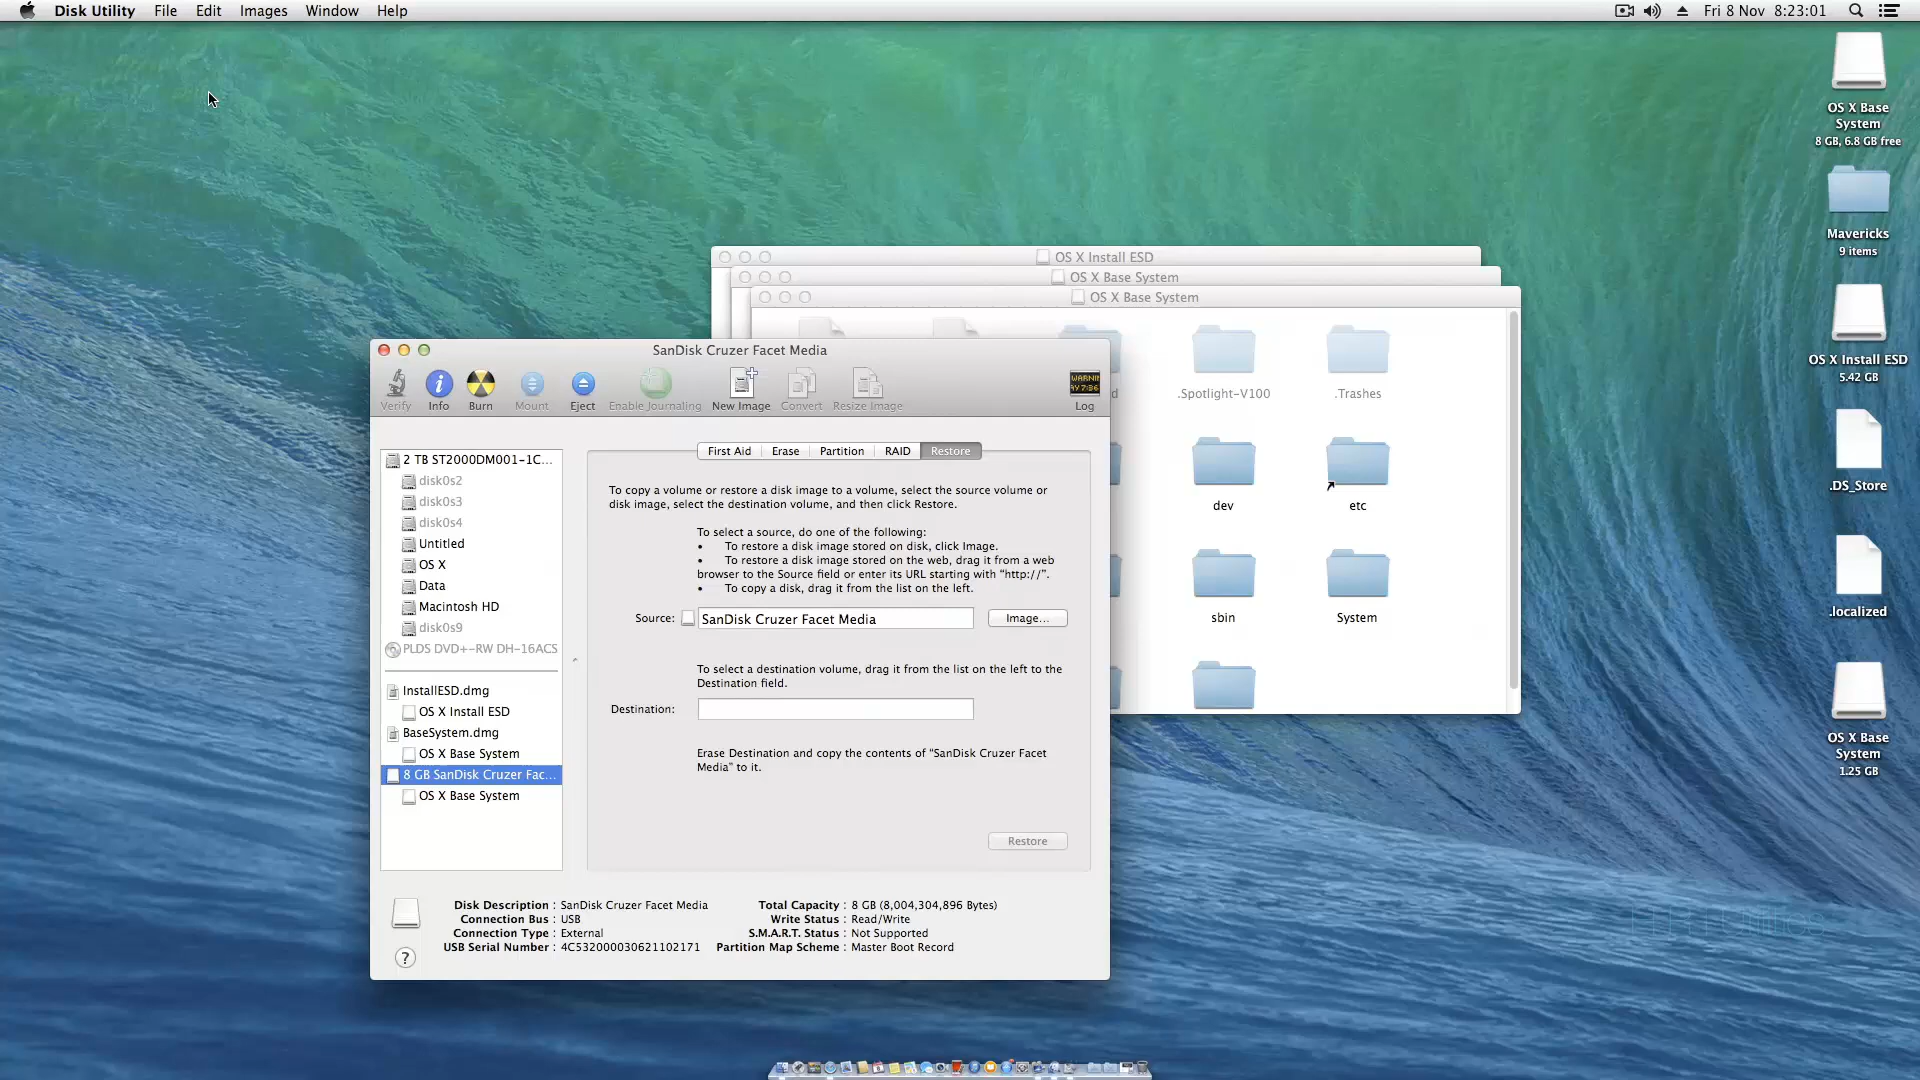 Disk Utility File Edit Images Window Help
Fri 8 Nov 8:23:01
OS X Base
System
8 GB, 6.8 GB free
Mavericks
9 items
OS X Install ESD
5.42 GB
.DS_Store
.localized
OS X Base
System
1.25 GB
OS X Install ESD
OS X Base System
OS X Base System
.Spotlight-V100
.Trashes
dev
etc
sbin
System
SanDisk Cruzer Facet Media
Verify Info Burn Mount Eject Enable Journaling New Image Convert Resize Image Log
First Aid Erase Partition RAID Restore
2 TB ST2000DM001-1C...
disk0s2
disk0s3
disk0s4
Untitled
OS X
Data
Macintosh HD
disk0s9
PLDS DVD+-RW DH-16ACS
InstallESD.dmg
OS X Install ESD
BaseSystem.dmg
OS X Base System
8 GB SanDisk Cruzer Fac...
OS X Base System
To copy a volume or restore a disk image to a volume, select the source volume or
disk image, select the destination volume, and then click Restore.
To select a source, do one of the following:
• To restore a disk image stored on disk, click Image.
• To restore a disk image stored on the web, drag it from a web
browser to the Source field or enter its URL starting with “http://”.
• To copy a disk, drag it from the list on the left.
Source: SanDisk Cruzer Facet Media Image...
To select a destination volume, drag it from the list on the left to the
Destination field.
Destination:
Erase Destination and copy the contents of “SanDisk Cruzer Facet
Media” to it.
Restore
Disk Description : SanDisk Cruzer Facet Media
Connection Bus : USB
Connection Type : External
USB Serial Number : 4C532000030621102171
Total Capacity : 8 GB (8,004,304,896 Bytes)
Write Status : Read/Write
S.M.A.R.T. Status : Not Supported
Partition Map Scheme : Master Boot Record
?